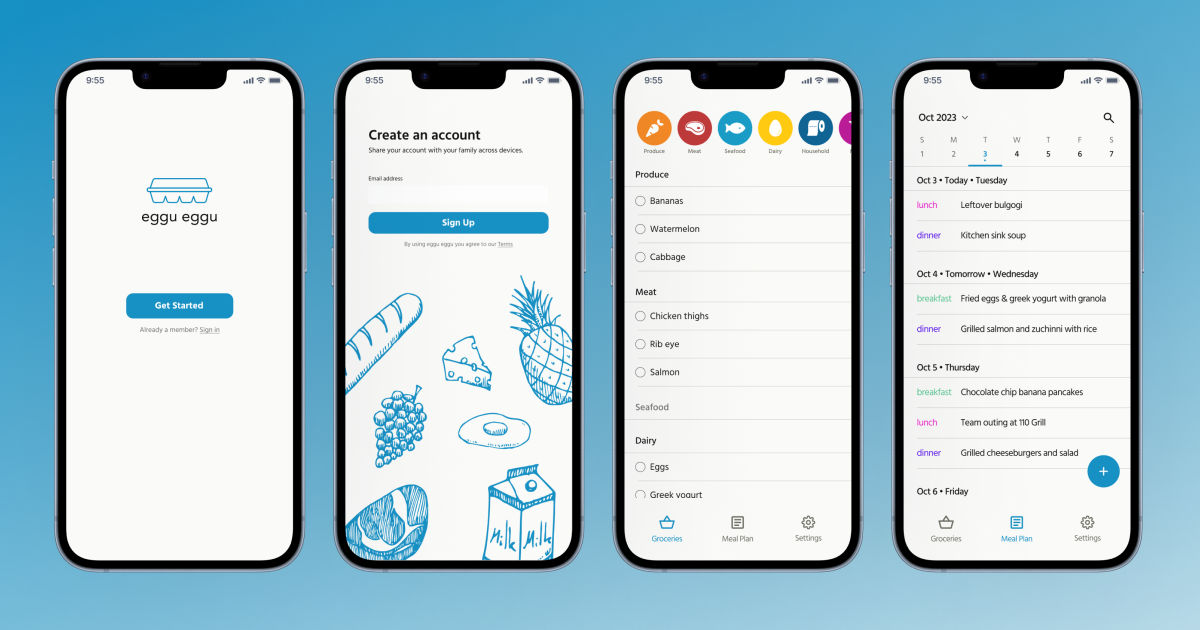 9:55
eggu eggu
Get Started
Already a member? Sign in
9:55
Create an account
Share your account with your family across devices.
Email address
Sign Up
By using eggu eggu you agree to our Terms
Milk Milk
9:55
Produce Meat Seafood Dairy Household
Produce
Bananas
Watermelon
Cabbage
Meat
Chicken thighs
Rib eye
Salmon
Seafood
Dairy
Eggs
Greek yogurt
Groceries Meal Plan Settings
9:55
Oct 2023
S M T W T F S
1 2 3 4 5 6 7
Oct 3 • Today • Tuesday
lunch Leftover bulgogi
dinner Kitchen sink soup
Oct 4 • Tomorrow • Wednesday
breakfast Fried eggs & greek yogurt with granola
dinner Grilled salmon and zuchinni with rice
Oct 5 • Thursday
breakfast Chocolate chip banana pancakes
lunch Team outing at 110 Grill
dinner Grilled cheeseburgers and salad
+
Oct 6 • Friday
Groceries Meal Plan Settings